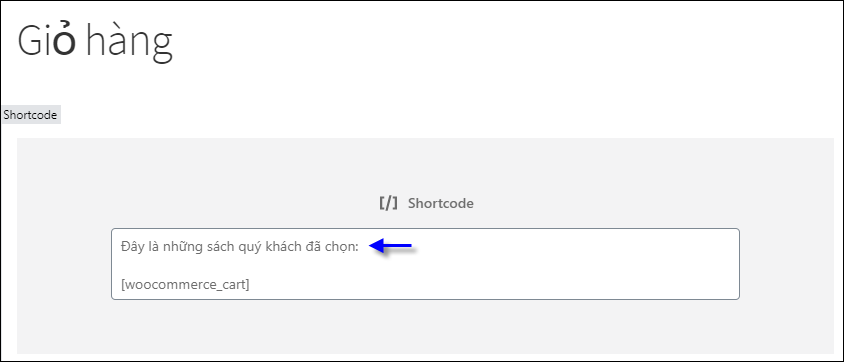 Giỏ hàng
Shortcode
[/] Shortcode
Đây là những sách quý khách đã chọn:
[woocommerce_cart]